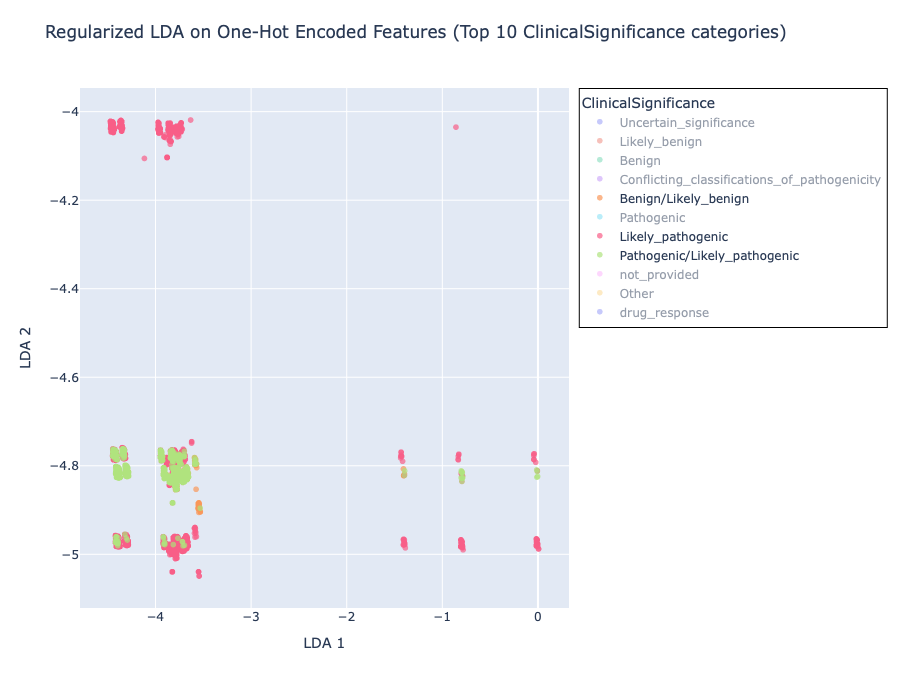 Regularized LDA on One-Hot Encoded Features (Top 10 ClinicalSignificance categories)
ClinicalSignificance
Uncertain_significance
Likely_benign
Benign
Conflicting_classifications_of_pathogenicity
Benign/Likely_benign
Pathogenic
Likely_pathogenic
Pathogenic/Likely_pathogenic
not_provided
Other
drug_response
−4
−4.2
−4.4
−4.6
−4.8
−5
LDA 2
−4
−3
−2
−1
0
LDA 1